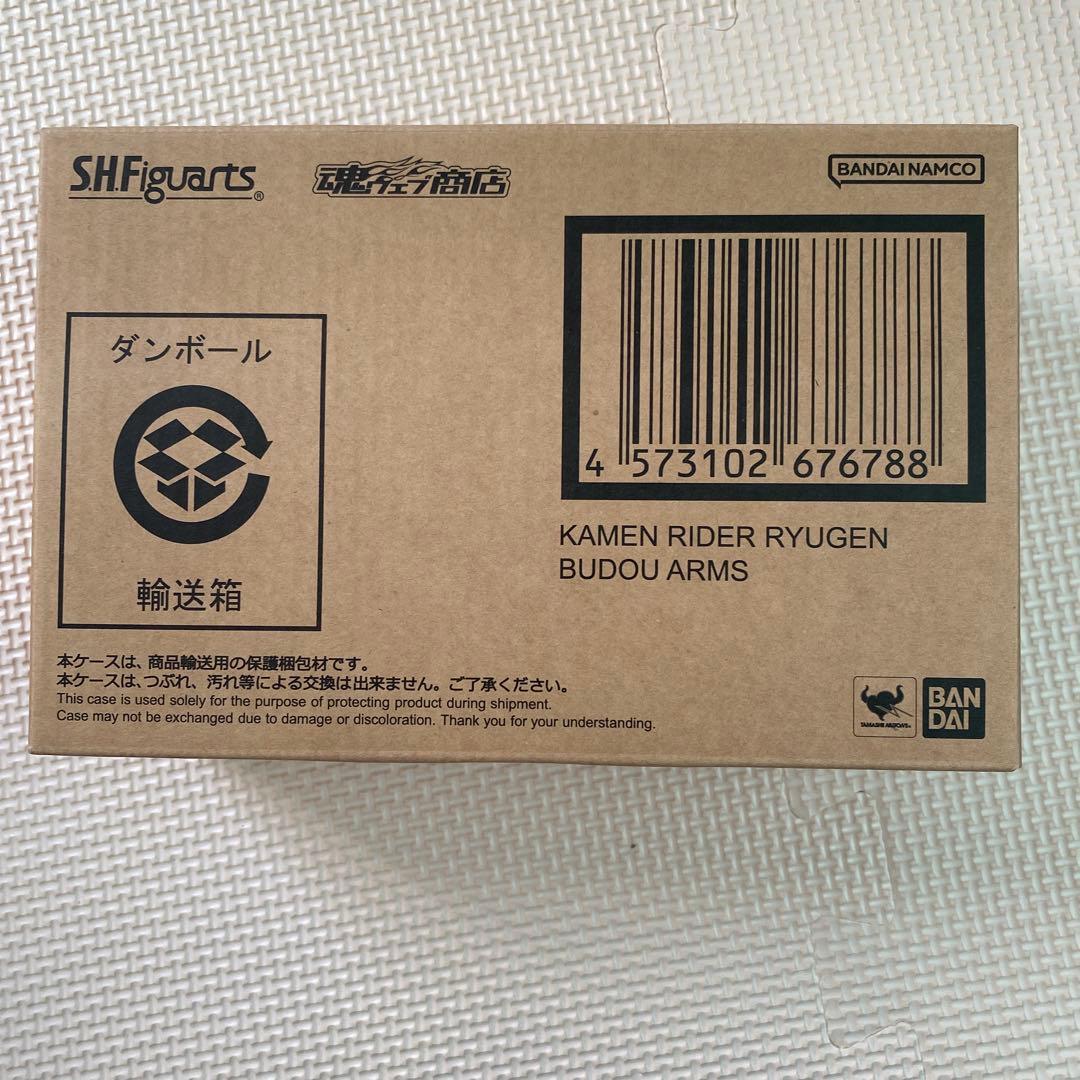 S.H.Figuarts®
魂ウェブ商店
BANDAI NAMCO
ダンボール
輸送箱
4 573102 676788
KAMEN RIDER RYUGEN
BUDOU ARMS
本ケースは、商品輸送用の保護梱包材です。
本ケースは、つぶれ、汚れ等による交換は出来ません。ご了承ください。
This case is used solely for the purpose of protecting product during shipment.
Case may not be exchanged due to damage or discoloration. Thank you for your understanding.
TAMASHII NATIONS
BAN
DAI